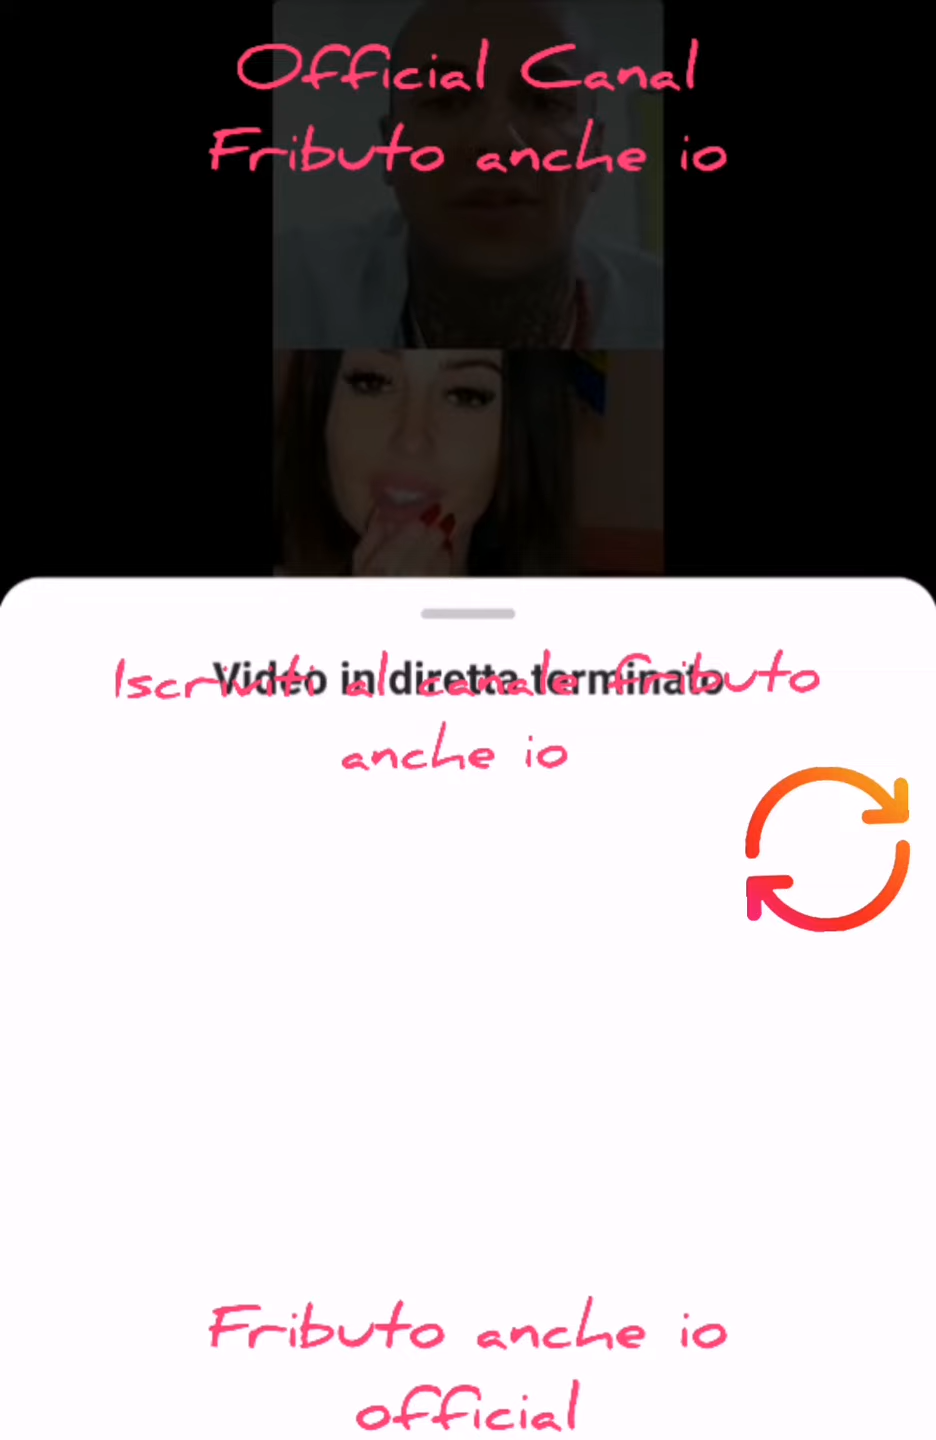 Official Canal
Fributo anche io
Video in diretta terminato
Iscriviti al canale fributo
anche io
Fributo anche io
official